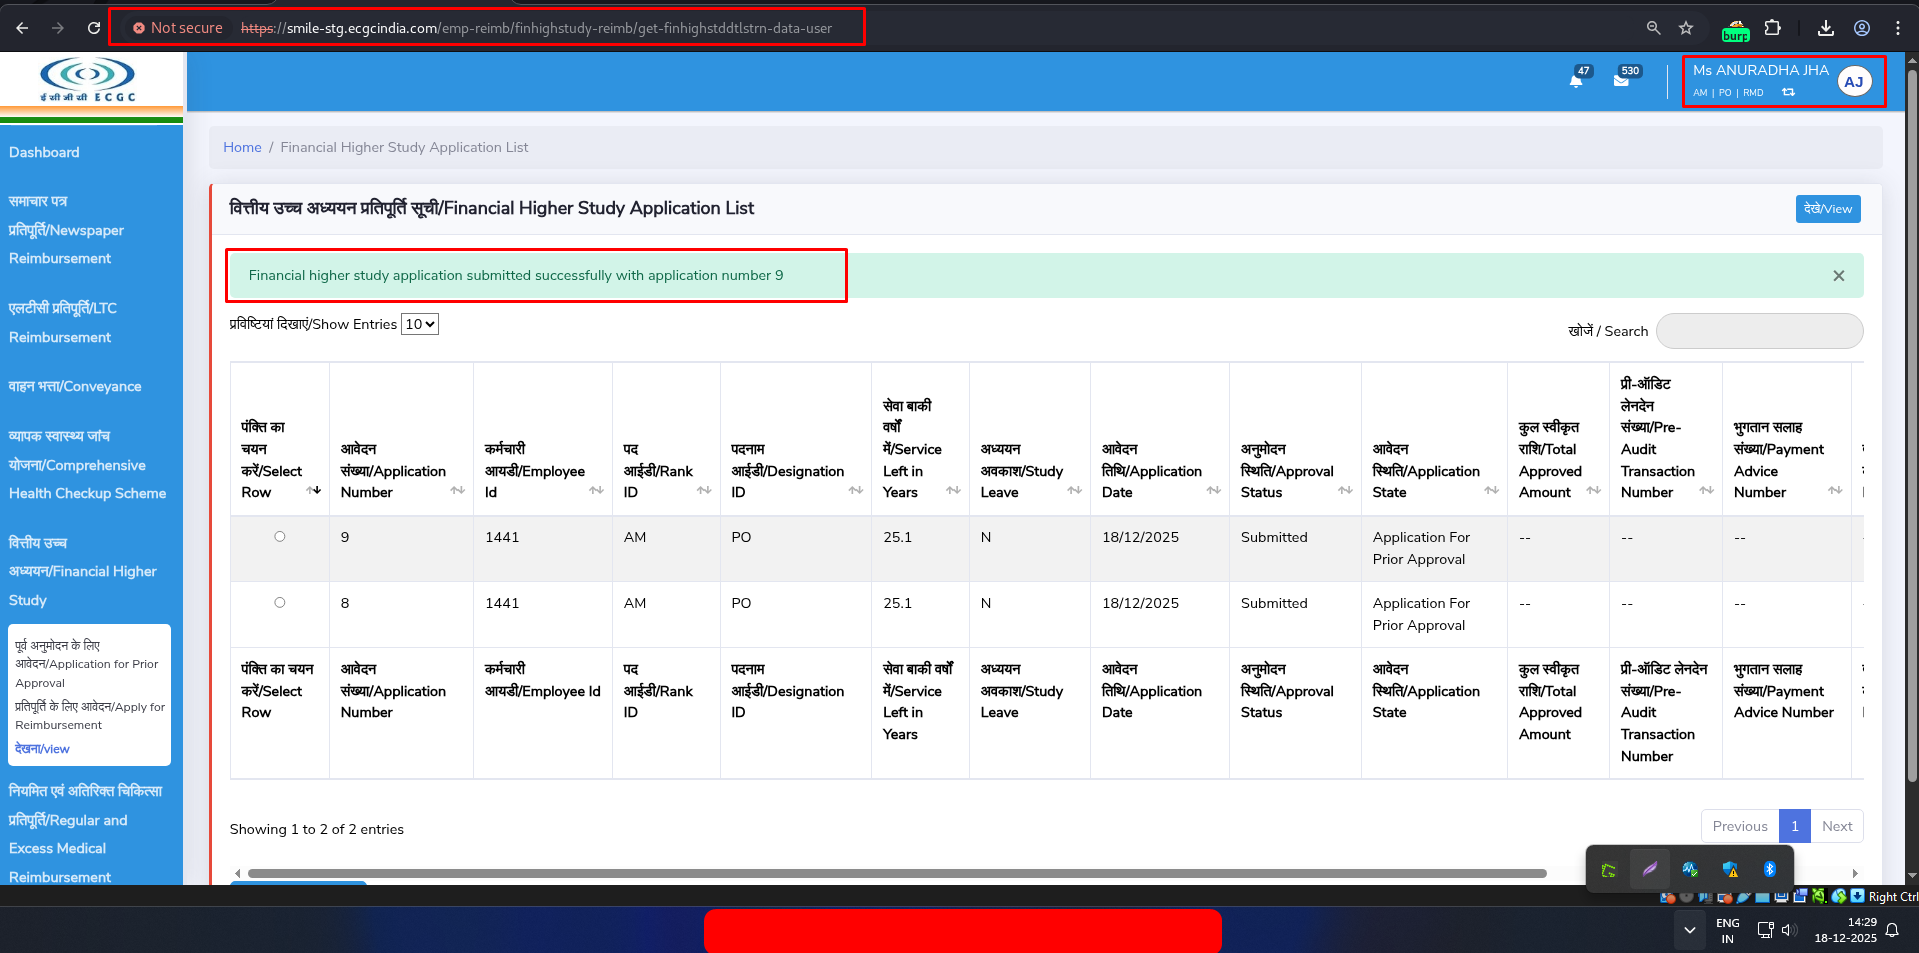 Not secure https://smile-stg.ecgcindia.com/emp-reimb/finhighstudy-reimb/get-finhighstddtlstrn-data-user
burp
ई सी जी सी E C G C
47
530
Ms ANURADHA JHA
AM | PO | RMD
AJ
Dashboard
समाचार पत्र
प्रतिपूर्ति/Newspaper
Reimbursement
एलटीसी प्रतिपूर्ति/LTC
Reimbursement
वाहन भत्ता/Conveyance
व्यापक स्वास्थ्य जांच
योजना/Comprehensive
Health Checkup Scheme
वित्तीय उच्च
अध्ययन/Financial Higher
Study
पूर्व अनुमोदन के लिए
आवेदन/Application for Prior
Approval
प्रतिपूर्ति के लिए आवेदन/Apply for
Reimbursement
देखना/view
नियमित एवं अतिरिक्त चिकित्सा
प्रतिपूर्ति/Regular and
Excess Medical
Reimbursement
Home / Financial Higher Study Application List
वित्तीय उच्च अध्ययन प्रतिपूर्ति सूची/Financial Higher Study Application List
देखे/View
Financial higher study application submitted successfully with application number 9
×
प्रविष्टियां दिखाएं/Show Entries 10
खोजें / Search
पंक्ति का
चयन
करें/Select
Row
आवेदन
संख्या/Application
Number
कर्मचारी
आयडी/Employee
Id
पद
आईडी/Rank
ID
पदनाम
आईडी/Designation
ID
सेवा बाकी
वर्षों
में/Service
Left in
Years
अध्ययन
अवकाश/Study
Leave
आवेदन
तिथि/Application
Date
अनुमोदन
स्थिति/Approval
Status
आवेदन
स्थिति/Application
State
कुल स्वीकृत
राशि/Total
Approved
Amount
प्री-ऑडिट
लेनदेन
संख्या/Pre-
Audit
Transaction
Number
भुगतान सलाह
संख्या/Payment
Advice
Number
9 1441 AM PO 25.1 N 18/12/2025 Submitted Application For -- -- --
Prior Approval
8 1441 AM PO 25.1 N 18/12/2025 Submitted Application For -- -- --
Prior Approval
पंक्ति का चयन
करें/Select
Row
आवेदन
संख्या/Application
Number
कर्मचारी
आयडी/Employee Id
पद
आईडी/Rank
ID
पदनाम
आईडी/Designation
ID
सेवा बाकी वर्षों
में/Service
Left in
Years
अध्ययन
अवकाश/Study
Leave
आवेदन
तिथि/Application
Date
अनुमोदन
स्थिति/Approval
Status
आवेदन
स्थिति/Application
State
कुल स्वीकृत
राशि/Total
Approved
Amount
प्री-ऑडिट लेनदेन
संख्या/Pre-
Audit
Transaction
Number
भुगतान सलाह
संख्या/Payment
Advice Number
Showing 1 to 2 of 2 entries
Previous 1 Next
Right Ctrl
ENG
IN
14:29
18-12-2025